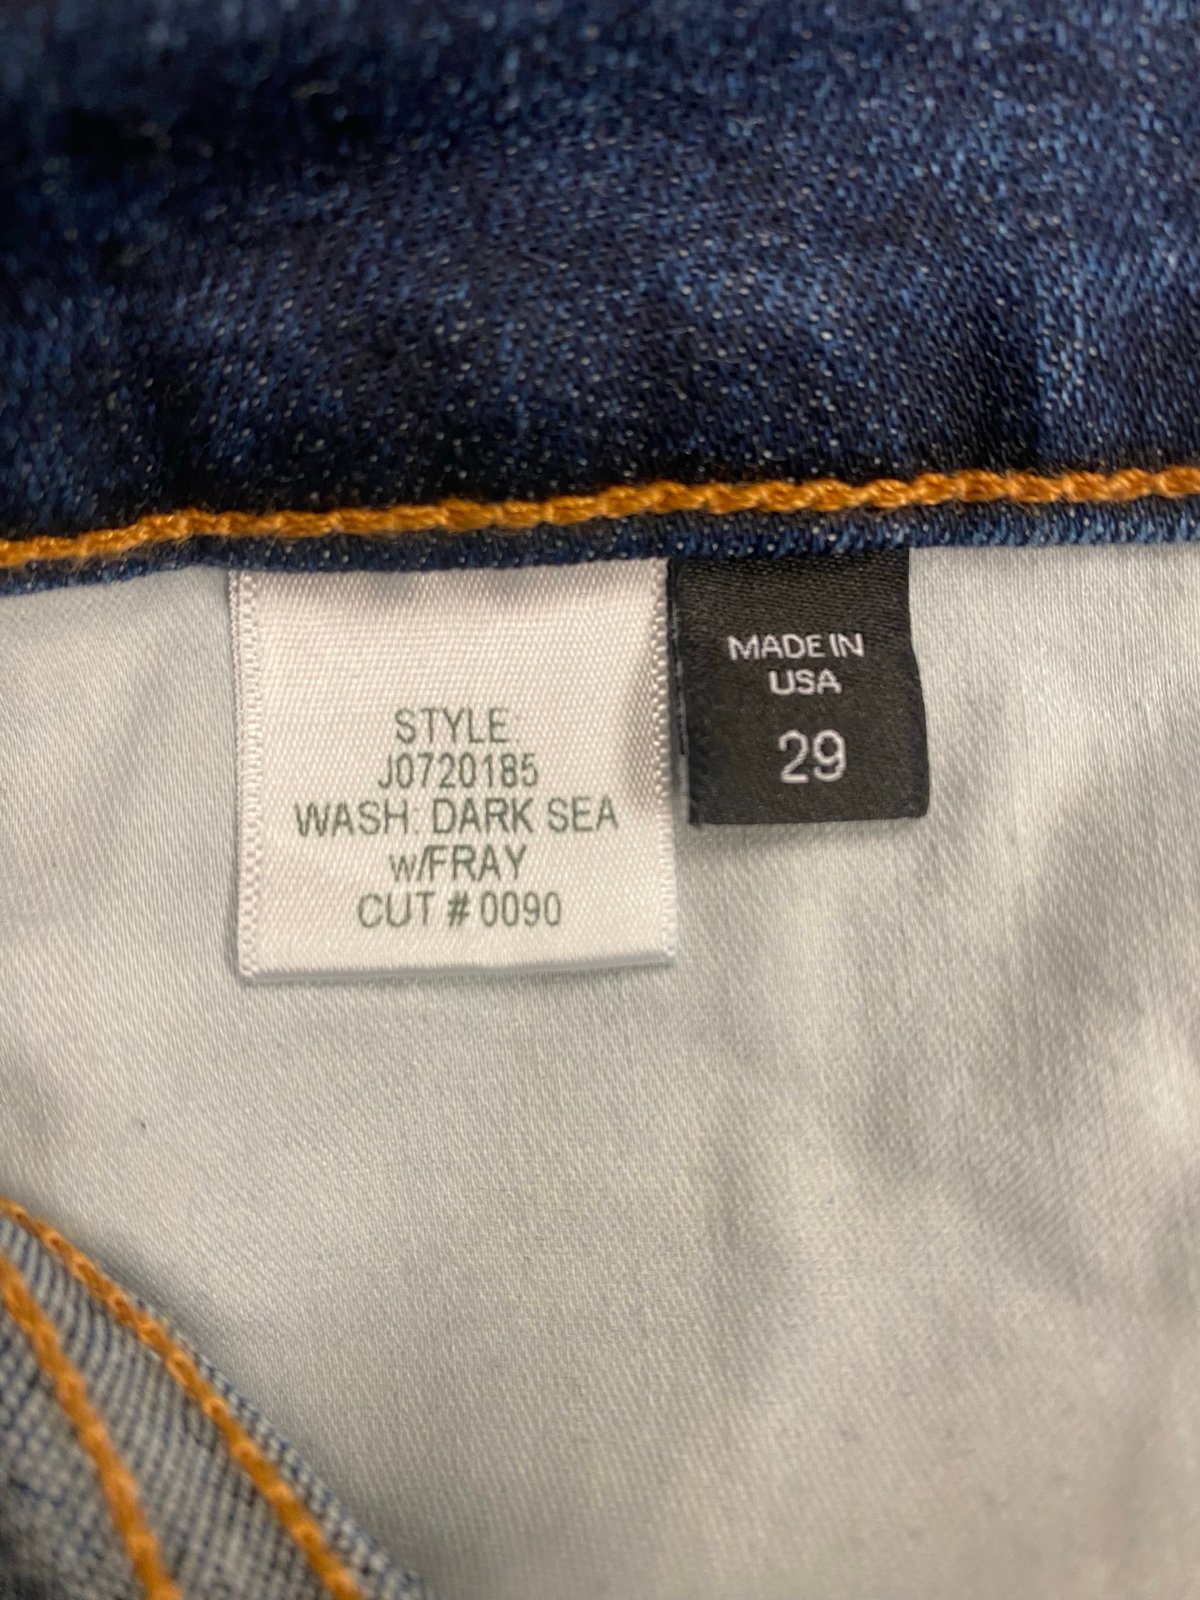 STYLE
J0720185
WASH: DARK SEA
w/FRAY
CUT # 0090
MADE IN
USA
29